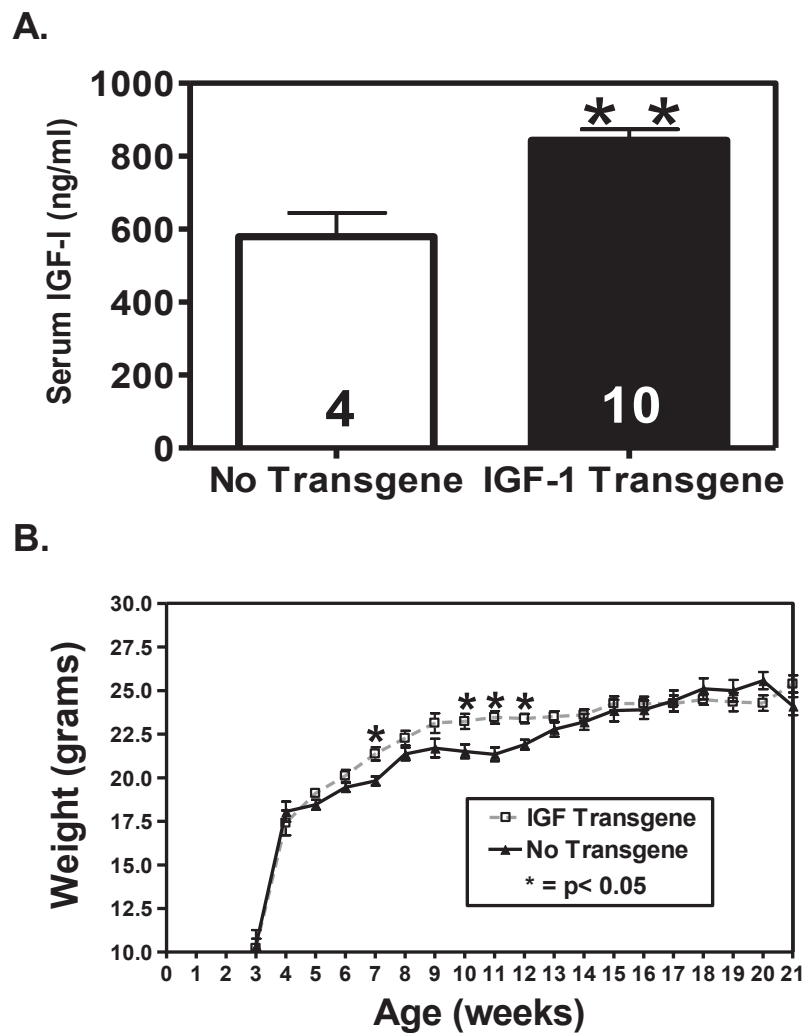 A.
Serum IGF-I (ng/ml)
1000
800
600
400
200
0
* *
4
10
No Transgene IGF-1 Transgene
B.
Weight (grams)
30.0
27.5
25.0
22.5
20.0
17.5
15.0
12.5
10.0
* * * *
IGF Transgene
No Transgene
* = p< 0.05
0 1 2 3 4 5 6 7 8 9 10 11 12 13 14 15 16 17 18 19 20 21
Age (weeks)